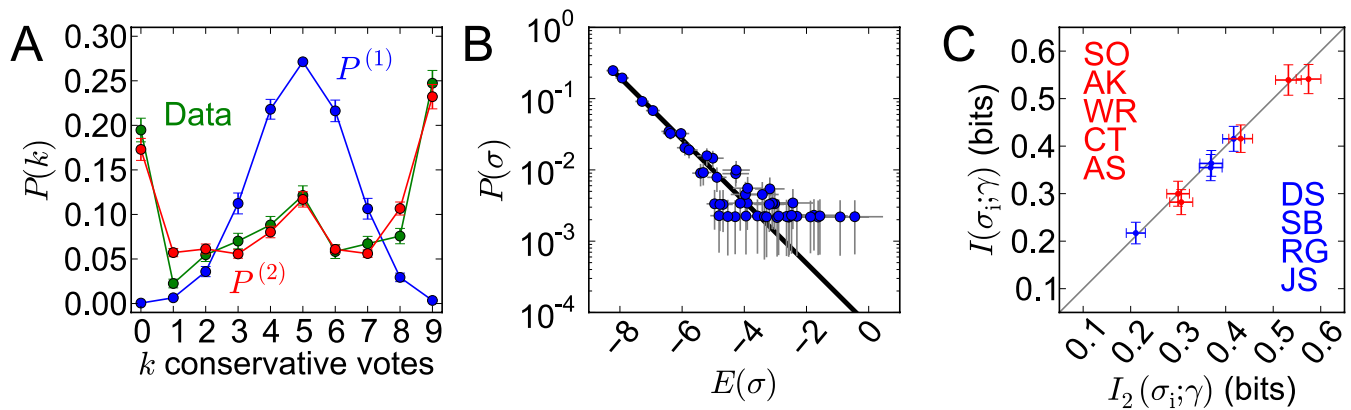 A
0.30
0.25
0.20
0.15
0.10
0.05
0.00
P(k)
Data
P^(1)
P^(2)
0 1 2 3 4 5 6 7 8 9
k conservative votes
B
10^0
10^-1
10^-2
10^-3
10^-4
P(σ)
−8 −6 −4 −2 0
E(σ)
C
0.6
0.5
0.4
0.3
0.2
0.1
I(σ_i;γ) (bits)
SO
AK
WR
CT
AS
DS
SB
RG
JS
0.1 0.2 0.3 0.4 0.5 0.6
I_2(σ_i;γ) (bits)